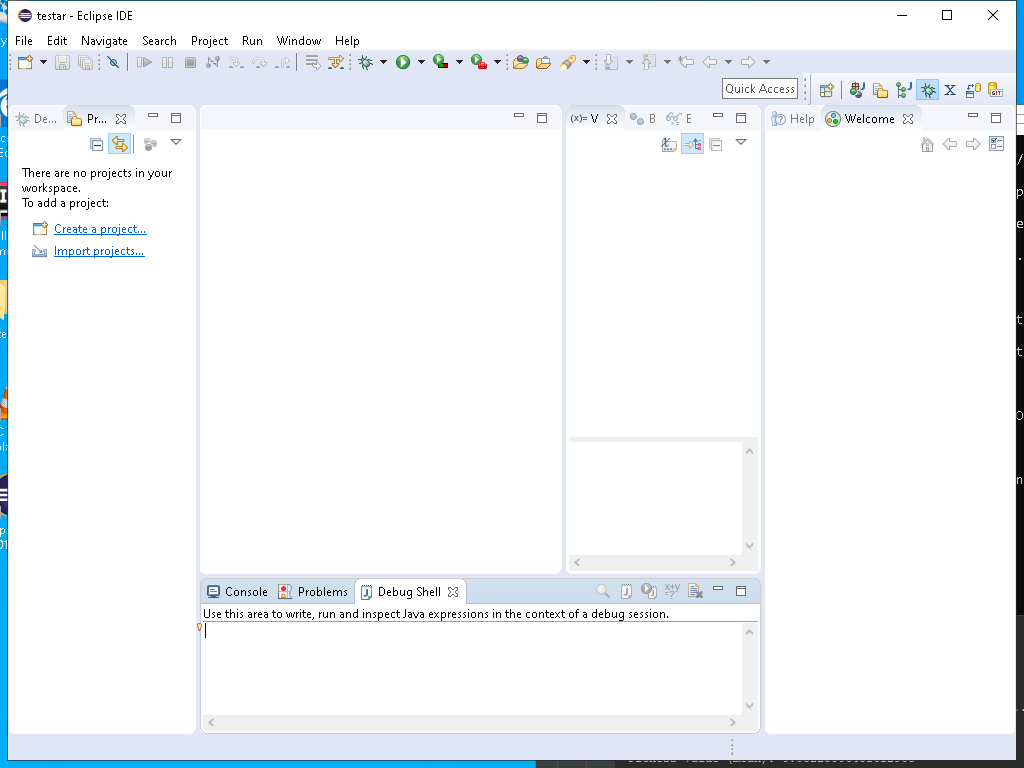 testar - Eclipse IDE
File Edit Navigate Search Project Run Window Help
Quick Access
De... Pr... (x)= V B E Help Welcome
There are no projects in your
workspace.
To add a project:
Create a project...
Import projects...
Console Problems Debug Shell
Use this area to write, run and inspect Java expressions in the context of a debug session.